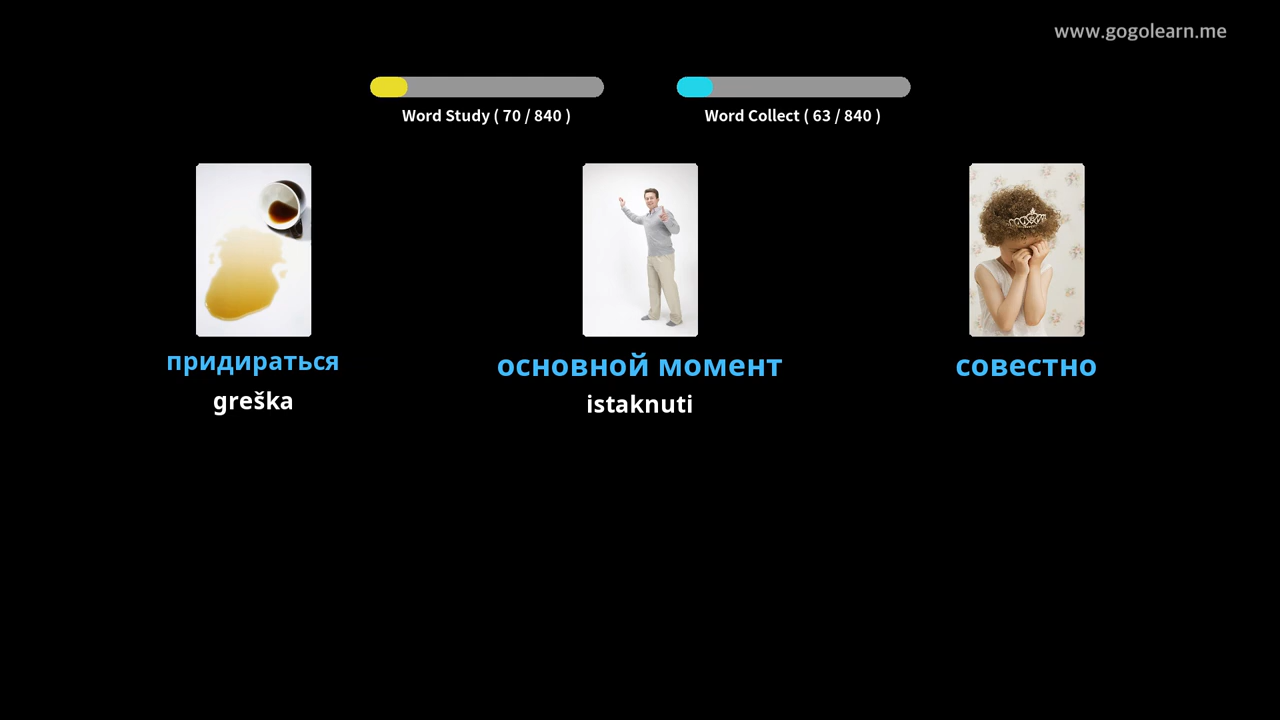 www.gogolearn.me
Word Study ( 70 / 840 )
Word Collect ( 63 / 840 )
придираться
основной момент
совестно
greška
istaknuti